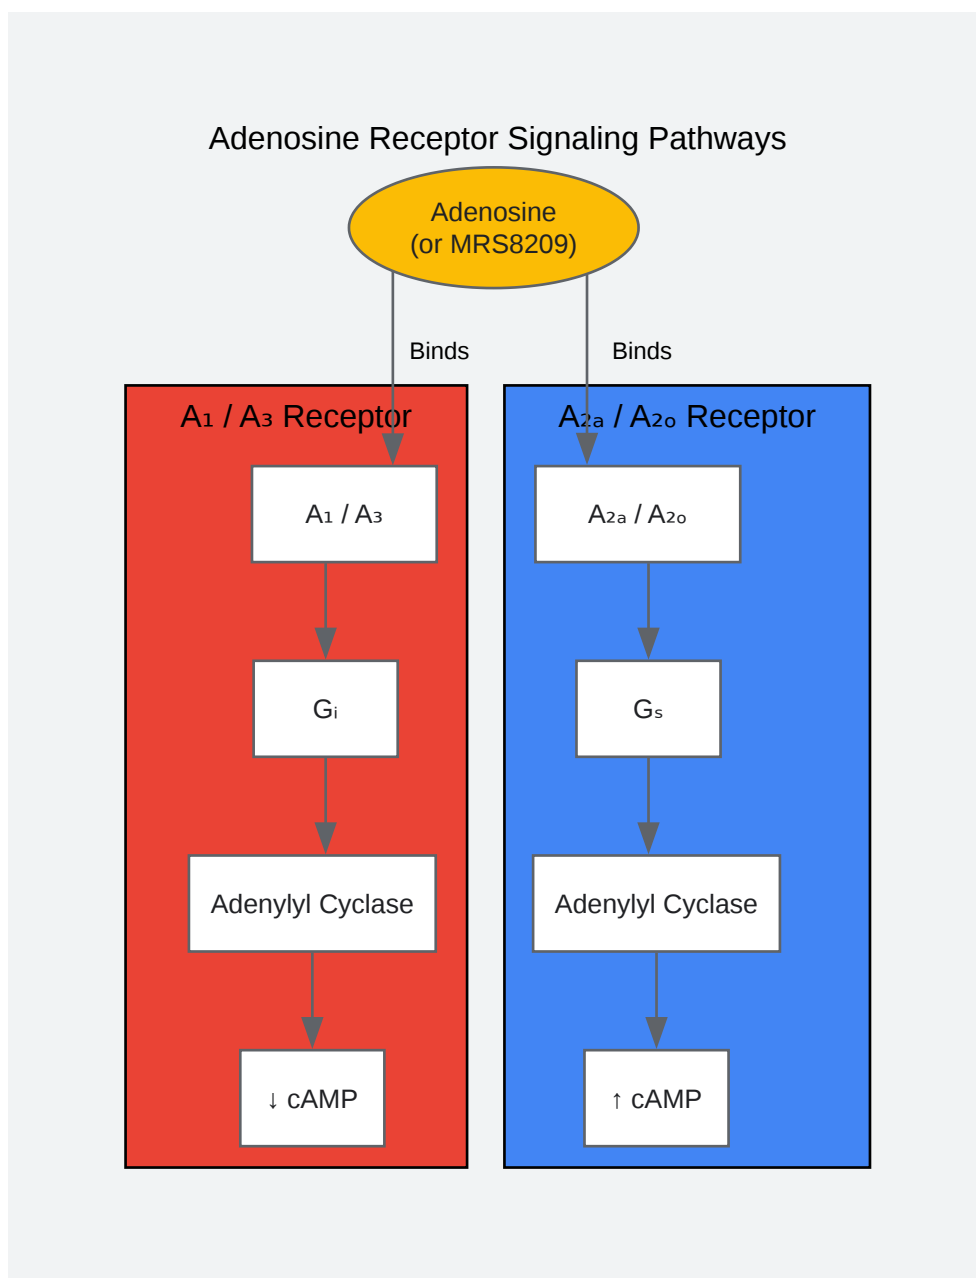 Adenosine Receptor Signaling Pathways
Adenosine
(or MRS8209)
Binds
Binds
A₁ / A₃ Receptor
A₂ₐ / A₂ₒ Receptor
A₁ / A₃
A₂ₐ / A₂ₒ
Gᵢ
Gₛ
Adenylyl Cyclase
Adenylyl Cyclase
↓ cAMP
↑ cAMP